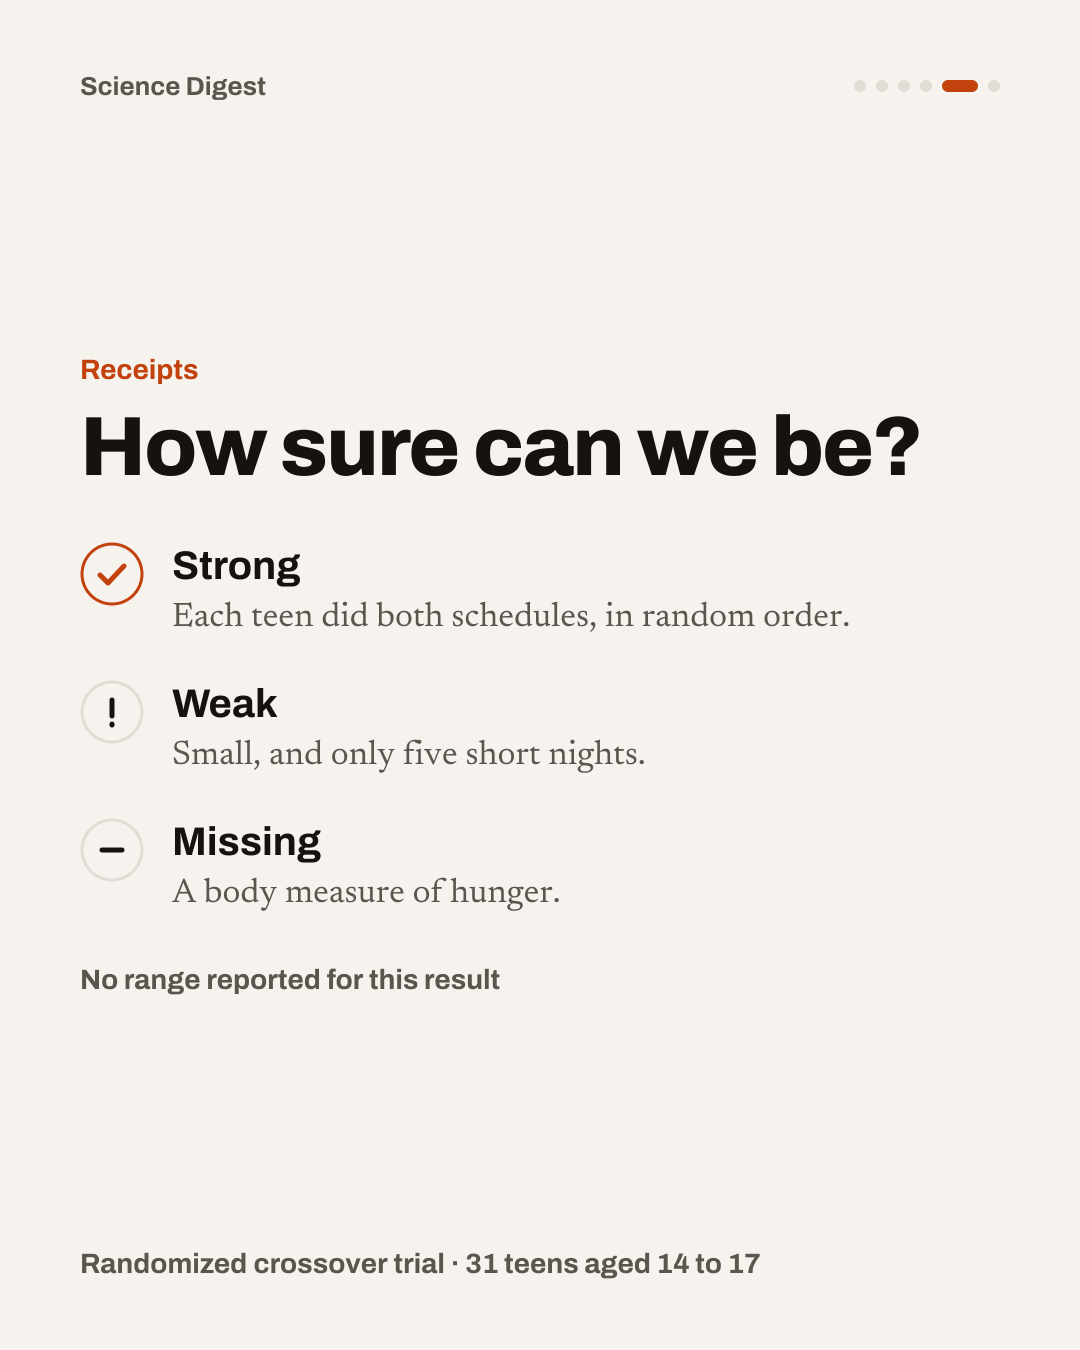 Science Digest
Receipts
How sure can we be?
Strong
Each teen did both schedules, in random order.
Weak
Small, and only five short nights.
Missing
A body measure of hunger.
No range reported for this result
Randomized crossover trial · 31 teens aged 14 to 17